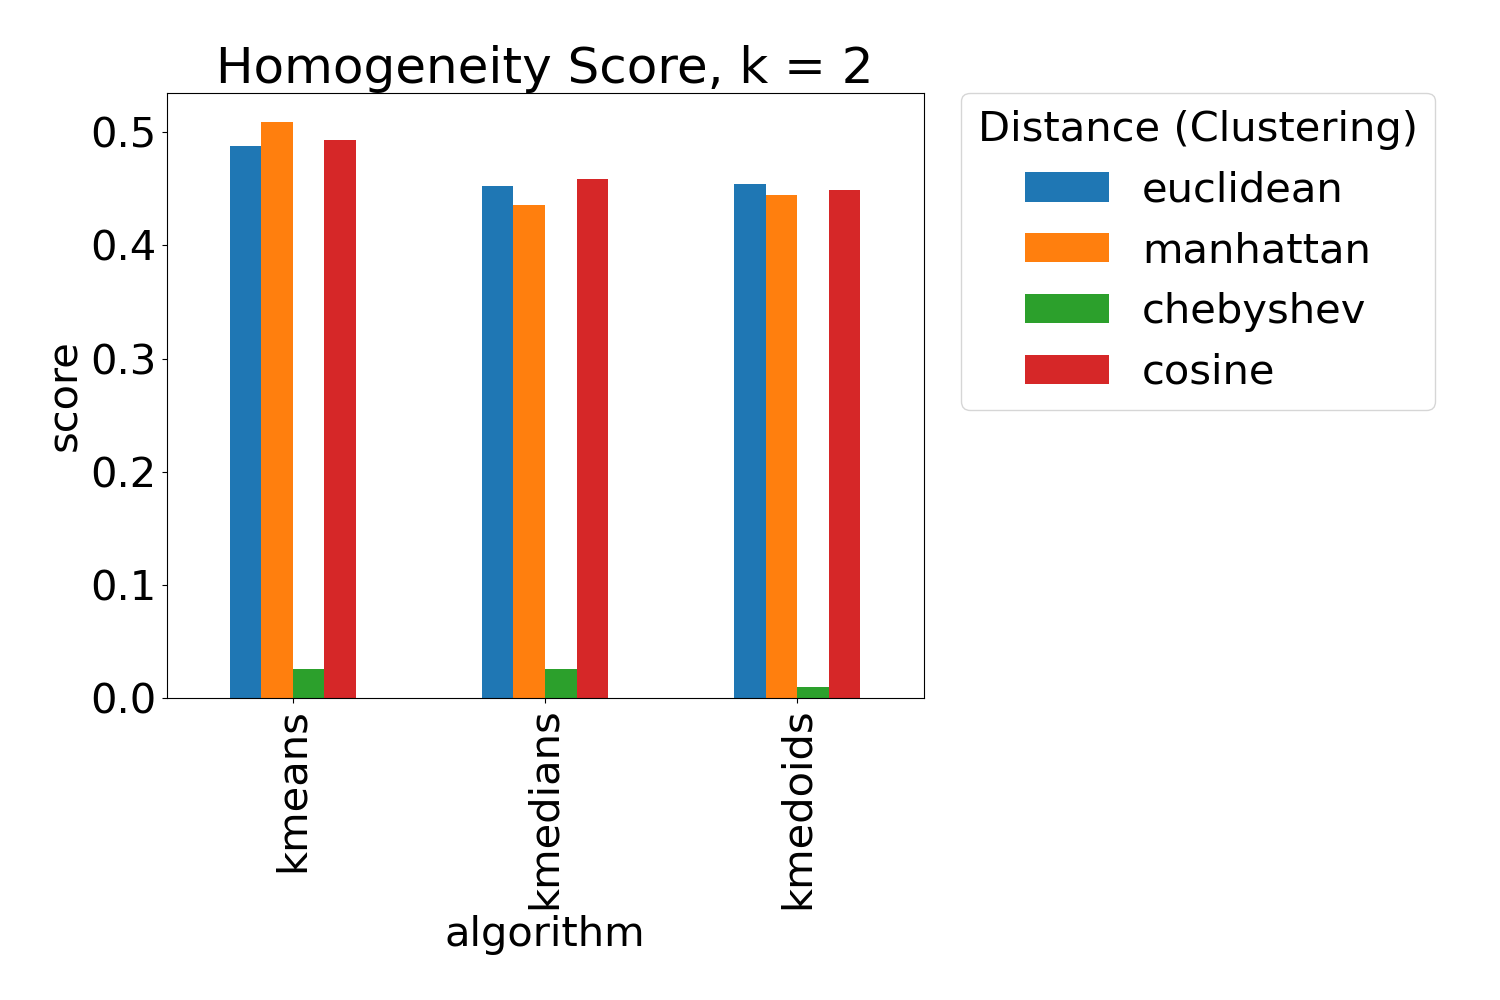 Homogeneity Score, k = 2
0.5
0.4
0.3
0.2
0.1
0.0
score
kmeans
kmedians
kmedoids
algorithm
Distance (Clustering)
euclidean
manhattan
chebyshev
cosine